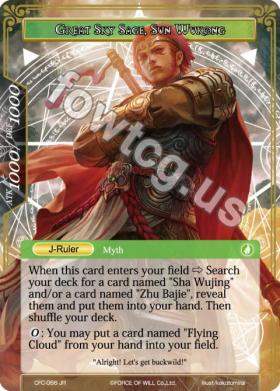 Great Sky Sage, Sun Wukong
ATK 1000 / DEF 1000
fowtcg.us
J-Ruler
Myth
When this card enters your field ⇨ Search
your deck for a card named "Sha Wujing"
and/or a card named "Zhu Bajie", reveal
them and put them into your hand. Then
shuffle your deck.
: You may put a card named "Flying
Cloud" from your hand into your field.
"Alright! Let's get buckwild!"
CFC-066 JR
©FORCE OF WILL Co.,Ltd.
Illust/kakotomirai